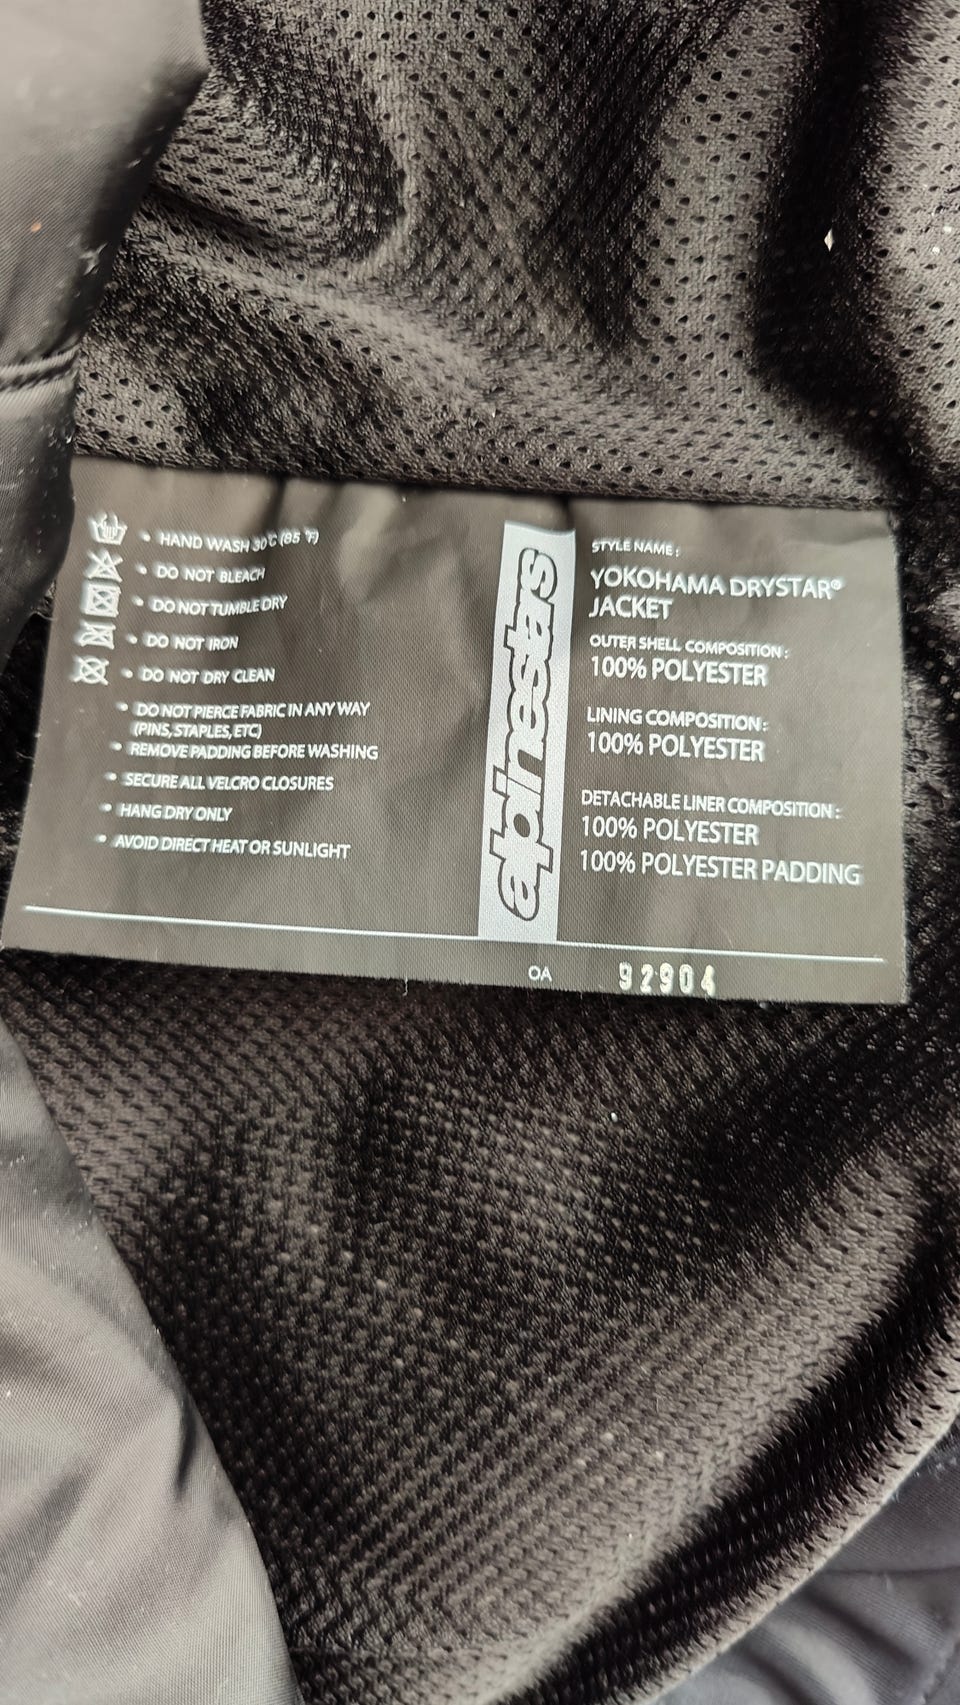 • HAND WASH 30°C (85 °F)
• DO NOT BLEACH
• DO NOT TUMBLE DRY
• DO NOT IRON
• DO NOT DRY CLEAN
• DO NOT PIERCE FABRIC IN ANY WAY
(PINS, STAPLES, ETC)
• REMOVE PADDING BEFORE WASHING
• SECURE ALL VELCRO CLOSURES
• HANG DRY ONLY
• AVOID DIRECT HEAT OR SUNLIGHT
alpinestars
STYLE NAME :
YOKOHAMA DRYSTAR®
JACKET
OUTER SHELL COMPOSITION :
100% POLYESTER
LINING COMPOSITION :
100% POLYESTER
DETACHABLE LINER COMPOSITION :
100% POLYESTER
100% POLYESTER PADDING
OA 92904